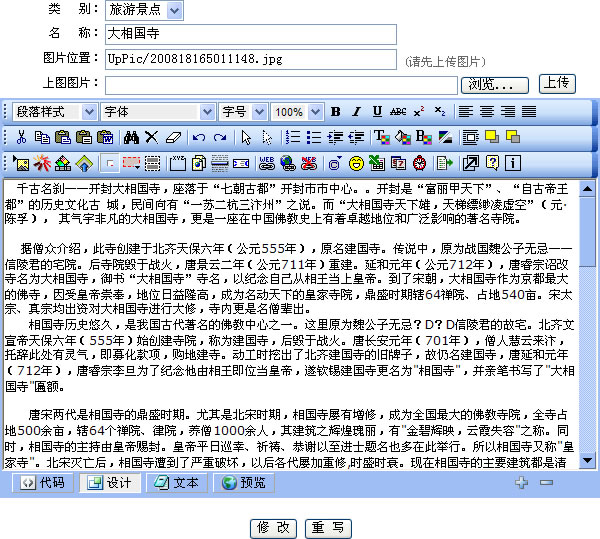 类 别: 旅游景点
名 称: 大相国寺
图片位置: UpPic/200818165011148.jpg (请先上传图片)
上图图片: 浏览... 上传
段落样式 字体 字号 100% B I U ABC x² x₂
千古名刹——开封大相国寺，座落于“七朝古都”开封市市中心。。开封是“富丽甲天下”、“自古帝王
都”的历史文化古 城，民间向有“一苏二杭三汴州”之说。而“大相国寺天下雄，天梯缥缈凌虚空”（元·
陈孚）， 其气宇非凡的大相国寺，更是一座在中国佛教史上有着卓越地位和广泛影响的著名寺院。
据僧众介绍，此寺创建于北齐天保六年（公元555年），原名建国寺。传说中，原为战国魏公子无忌——
信陵君的宅院。后寺院毁于战火，唐景云二年（公元711年）重建。延和元年（公元712年），唐睿宗诏改
寺名为大相国寺，御书“大相国寺”寺名，以纪念自己从相王当上皇帝。到了宋朝，大相国寺作为京都最大
的佛寺，因受皇帝崇奉，地位日益隆高，成为名动天下的皇家寺院，鼎盛时期辖64禅院、占地540亩。宋太
宗、真宗均出资对大相国寺进行大修，寺内更是名僧辈出。
相国寺历史悠久，是我国古代著名的佛教中心之一。这里原为魏公子无忌？D？D信陵君的故宅。北齐文
宣帝天保六年（555年）始创建寺院，称为建国寺，后毁于战火。唐长安元年（701年），僧人慧云来汴，
托辞此处有灵气，即募化款项，购地建寺。动工时挖出了北齐建国寺的旧牌子，故仍名建国寺，唐延和元年
（712年），唐睿宗李旦为了纪念他由相王即位当皇帝，遂钦锡建国寺更名为"相国寺"，并亲笔书写了"大相
国寺"匾额。
唐宋两代是相国寺的鼎盛时期。尤其是北宋时期，相国寺屡有增修，成为全国最大的佛教寺院，全寺占
地500余亩，辖64个禅院、律院，养僧1000余人，其建筑之辉煌瑰丽，有"金碧辉映，云霞失容"之称。同
时，相国寺的主持由皇帝赐封。皇帝平日巡幸、祈祷、恭谢以至进士题名也多在此举行。所以相国寺又称"皇
家寺"。北宋灭亡后，相国寺遭到了严重破坏，以后各代屡加重修,时盛时衰。现在相国寺的主要建筑都是清
代码 设计 文本 预览
修 改 重 写